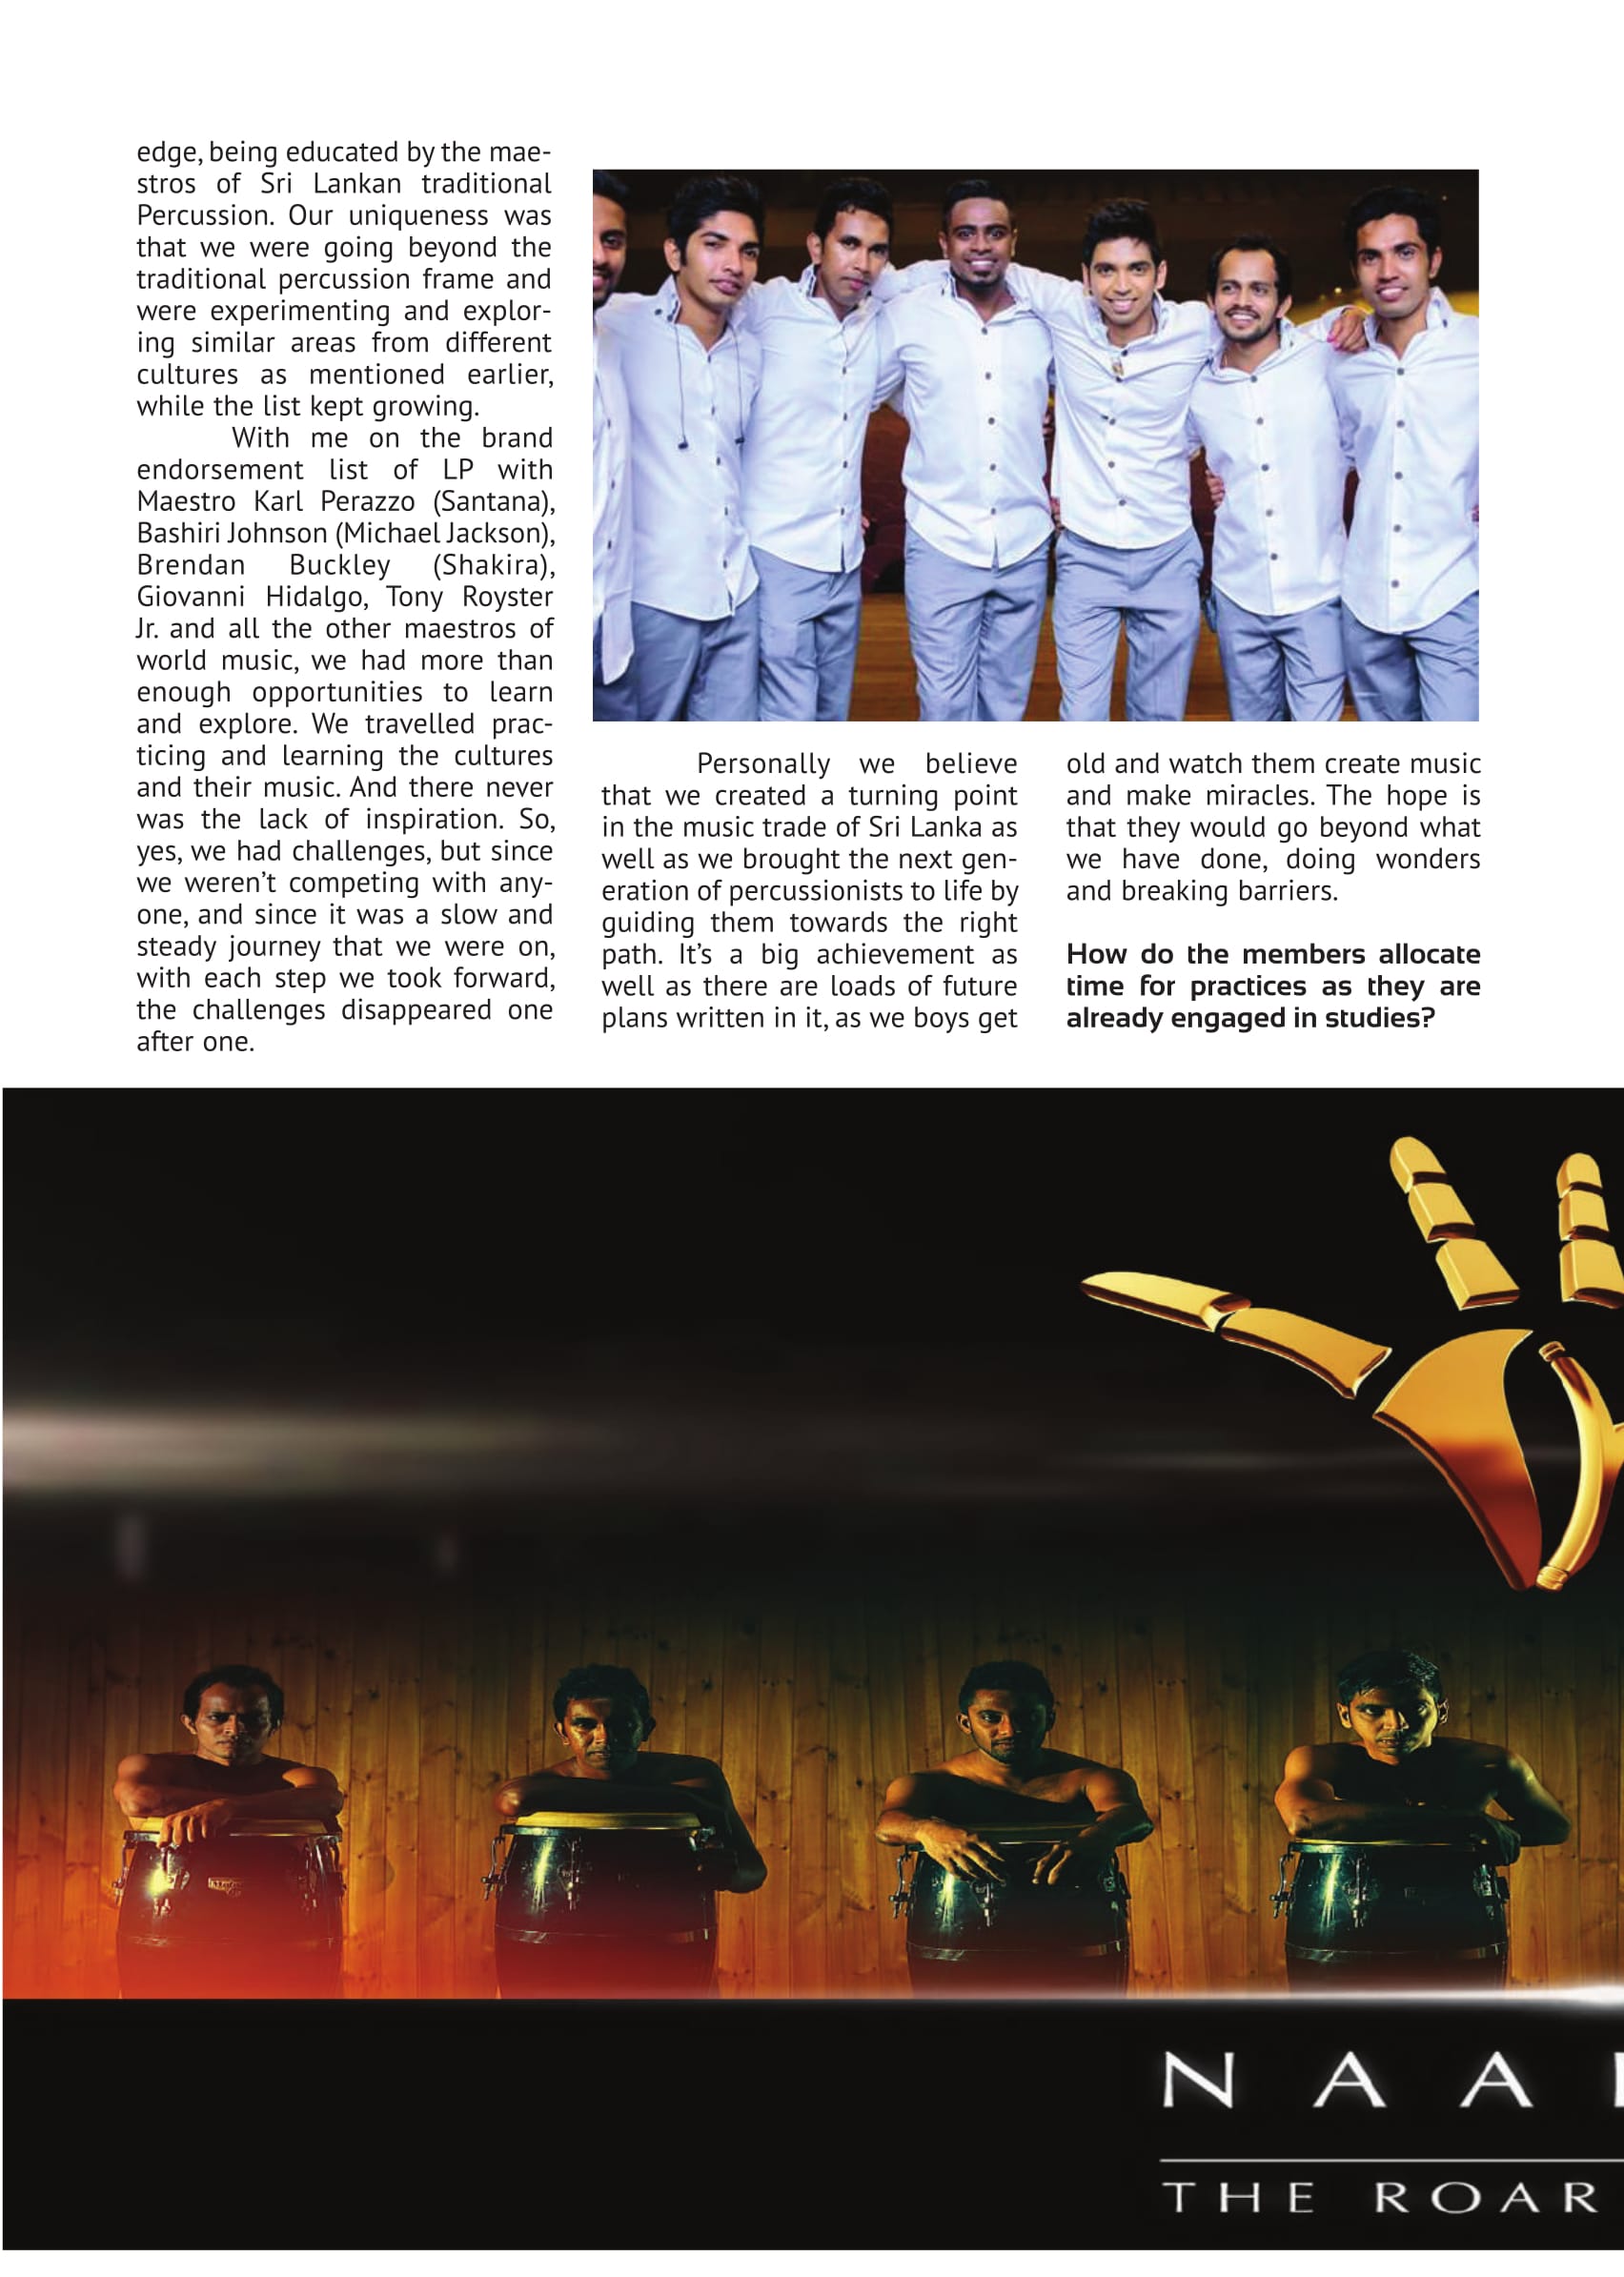 edge, being educated by the mae-
stros of Sri Lankan traditional
Percussion. Our uniqueness was
that we were going beyond the
traditional percussion frame and
were experimenting and explor-
ing similar areas from different
cultures as mentioned earlier,
while the list kept growing.
With me on the brand
endorsement list of LP with
Maestro Karl Perazzo (Santana),
Bashiri Johnson (Michael Jackson),
Brendan Buckley (Shakira),
Giovanni Hidalgo, Tony Royster
Jr. and all the other maestros of
world music, we had more than
enough opportunities to learn
and explore. We travelled prac-
ticing and learning the cultures
and their music. And there never
was the lack of inspiration. So,
yes, we had challenges, but since
we weren't competing with any-
one, and since it was a slow and
steady journey that we were on,
with each step we took forward,
the challenges disappeared one
after one.
Personally we believe
that we created a turning point
in the music trade of Sri Lanka as
well as we brought the next gen-
eration of percussionists to life by
guiding them towards the right
path. It's a big achievement as
well as there are loads of future
plans written in it, as we boys get
old and watch them create music
and make miracles. The hope is
that they would go beyond what
we have done, doing wonders
and breaking barriers.
How do the members allocate
time for practices as they are
already engaged in studies?
NAA
THE ROAR